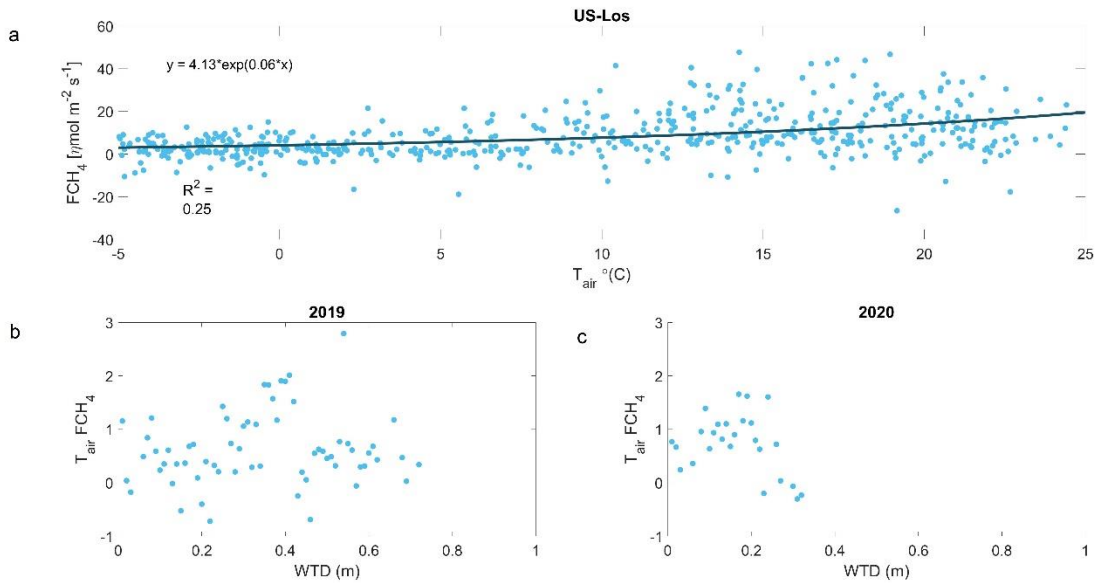 US-Los
a
60
40
20
0
-20
-40
FCH4 [ηmol m-2 s-1]
y = 4.13*exp(0.06*x)
R2 =
0.25
-5 0 5 10 15 20 25
Tair °(C)
b
2019
3
2
1
0
-1
Tair FCH4
0 0.2 0.4 0.6 0.8 1
WTD (m)
c
2020
3
2
1
0
-1
Tair FCH4
0 0.2 0.4 0.6 0.8 1
WTD (m)